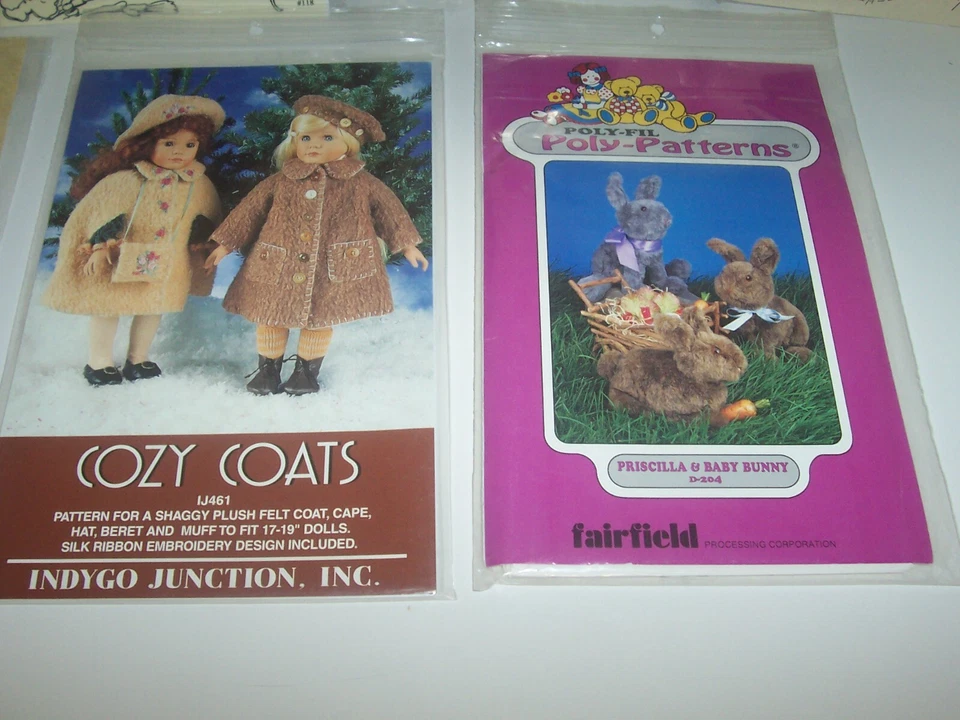 COZY COATS
IJ461
PATTERN FOR A SHAGGY PLUSH FELT COAT, CAPE,
HAT, BERET AND MUFF TO FIT 17-19" DOLLS.
SILK RIBBON EMBROIDERY DESIGN INCLUDED.
INDYGO JUNCTION, INC.
POLY-FIL
Poly-Patterns®
PRISCILLA & BABY BUNNY
D-204
fairfield PROCESSING CORPORATION